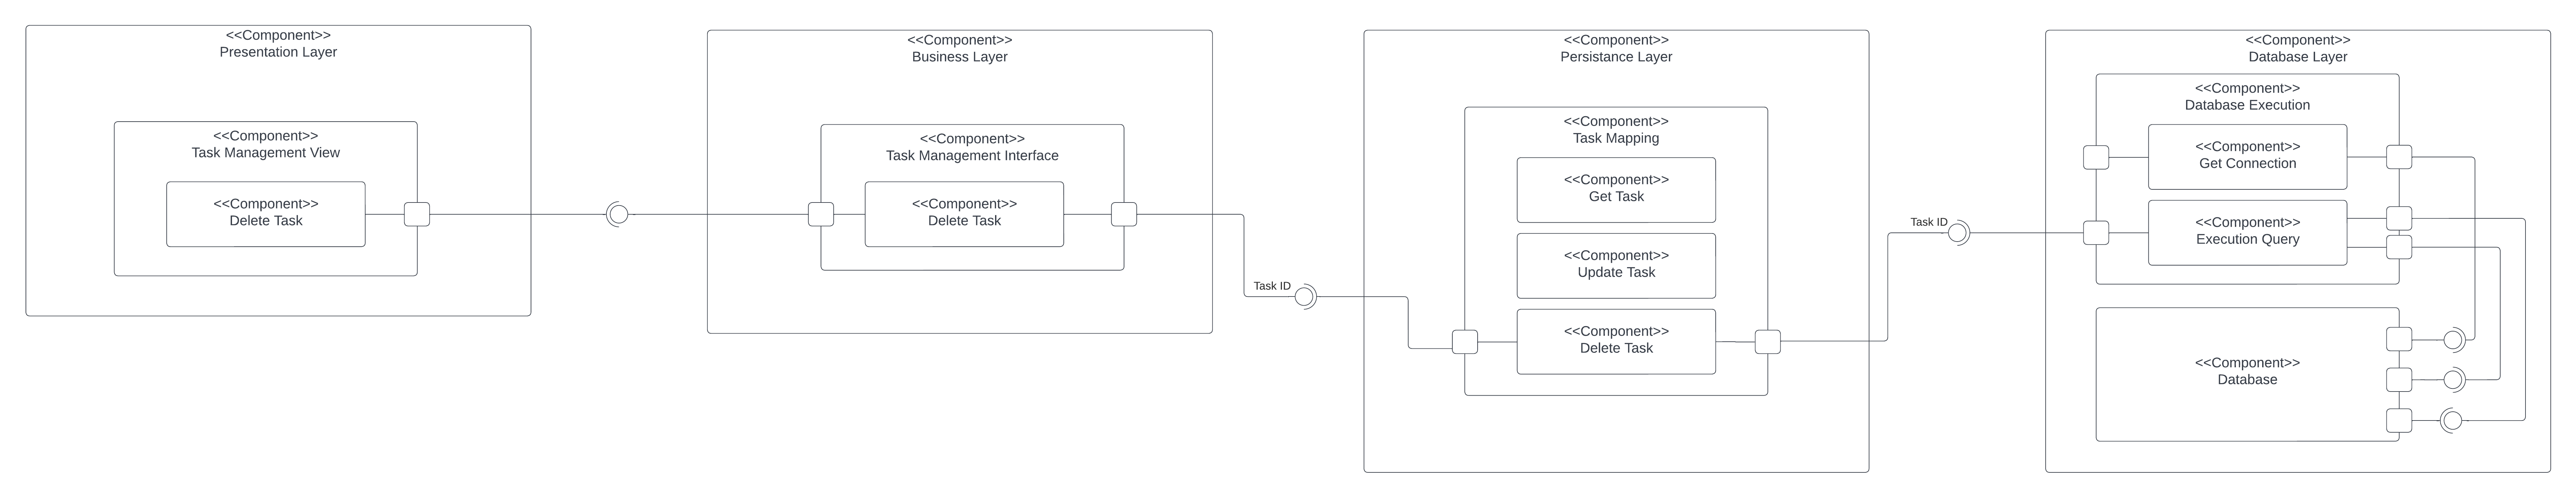 <<Component>>
Presentation Layer
<<Component>>
Task Management View
<<Component>>
Delete Task
<<Component>>
Business Layer
<<Component>>
Task Management Interface
<<Component>>
Delete Task
Task ID
<<Component>>
Persistance Layer
<<Component>>
Task Mapping
<<Component>>
Get Task
<<Component>>
Update Task
<<Component>>
Delete Task
Task ID
<<Component>>
Database Layer
<<Component>>
Database Execution
<<Component>>
Get Connection
<<Component>>
Execution Query
<<Component>>
Database